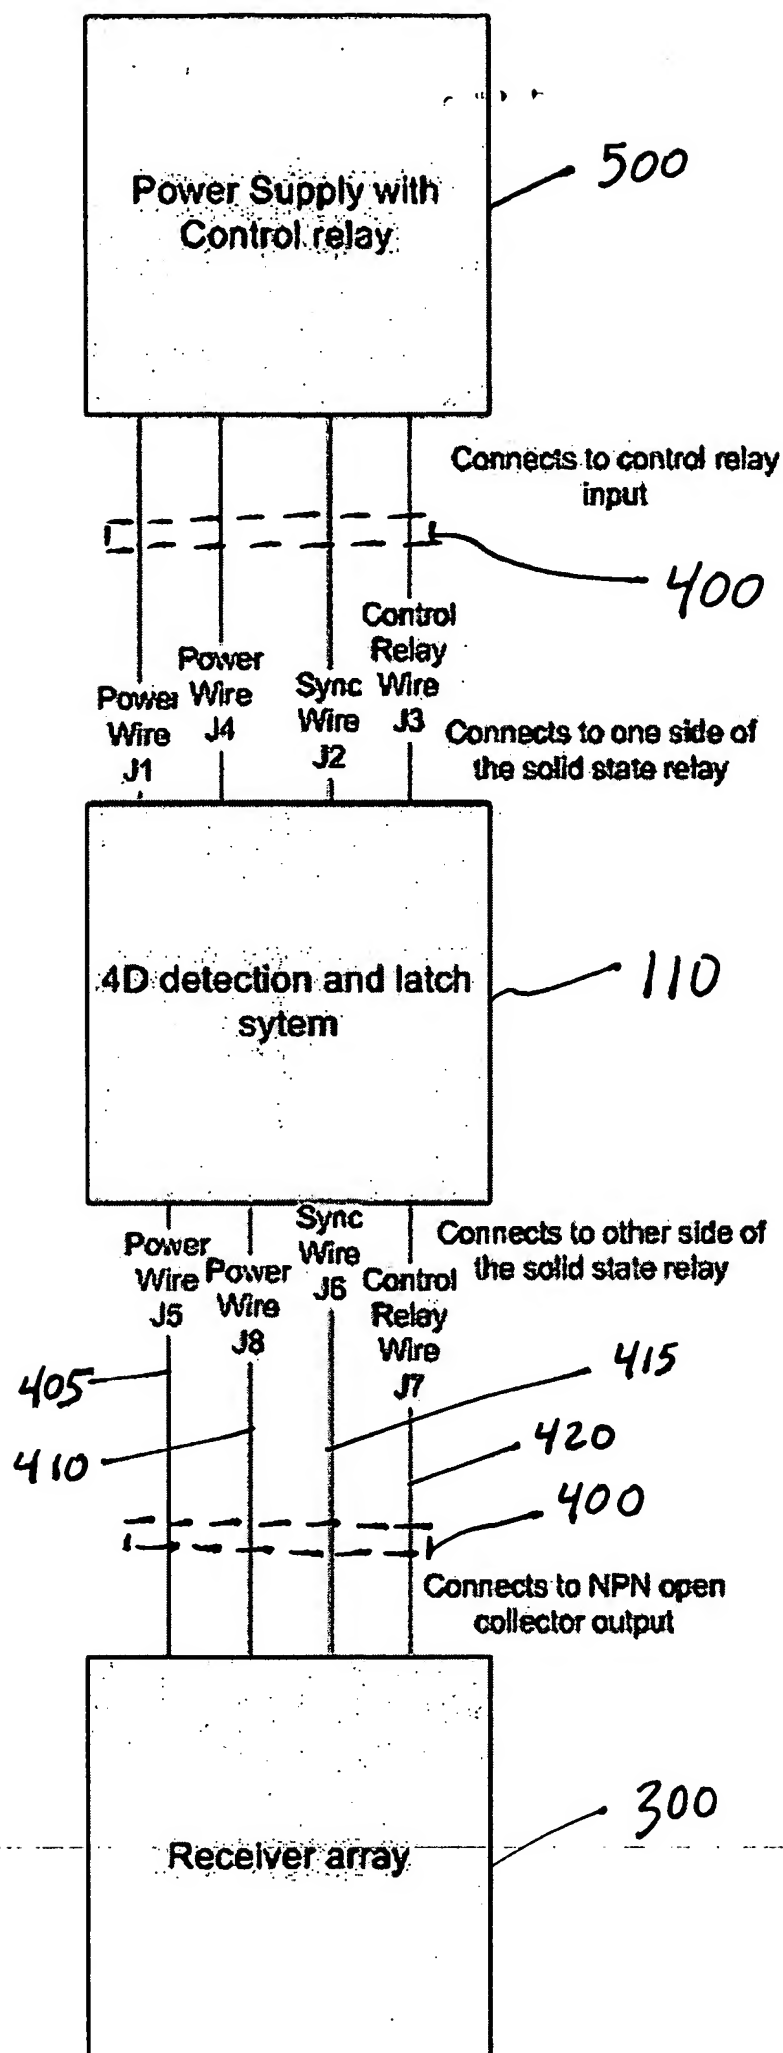 Power Supply with
Control relay
500
Connects to control relay
input
400
Power
Wire
J1
Power
Wire
J4
Sync
Wire
J2
Control
Relay
Wire
J3
Connects to one side of
the solid state relay
4D detection and latch
sytem
110
Power
Wire
J5
Power
Wire
J8
Sync
Wire
J6
Control
Relay
Wire
J7
Connects to other side of
the solid state relay
405
410
415
420
400
Connects to NPN open
collector output
Receiver array
300